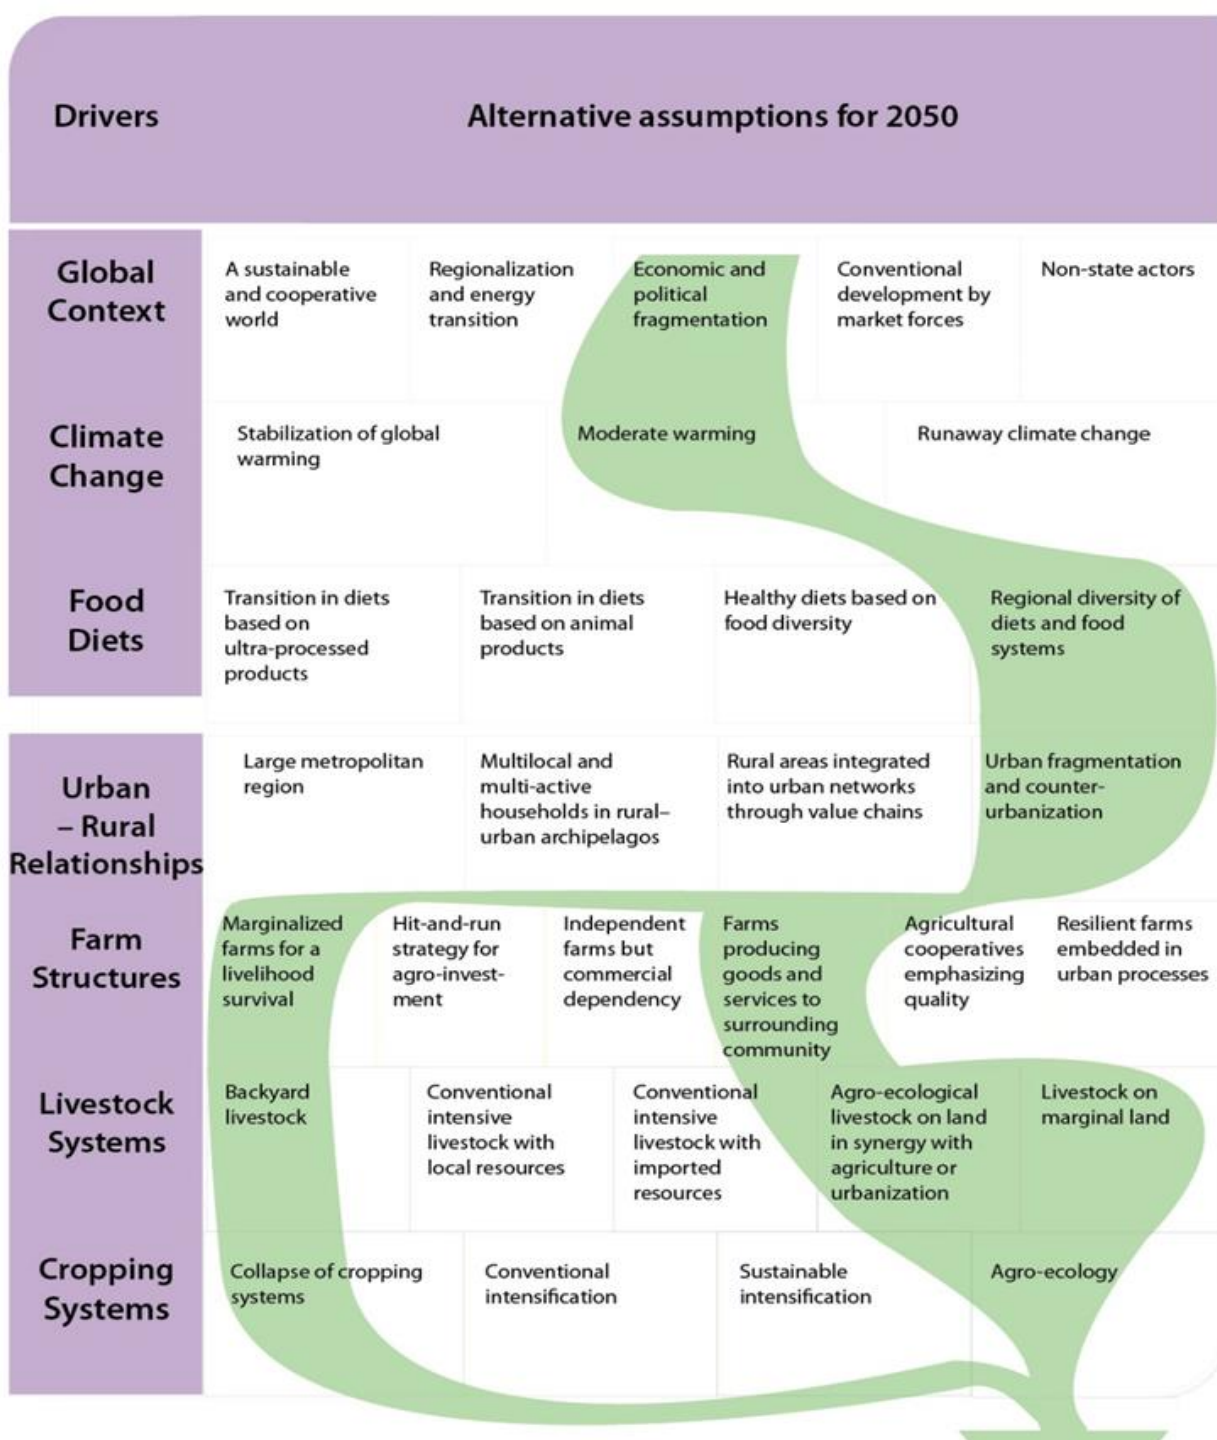 Drivers
Alternative assumptions for 2050
Global
Context
A sustainable
and cooperative
world
Regionalization
and energy
transition
Economic and
political
fragmentation
Conventional
development by
market forces
Non-state actors
Climate
Change
Stabilization of global
warming
Moderate warming
Runaway climate change
Food
Diets
Transition in diets
based on
ultra-processed
products
Transition in diets
based on animal
products
Healthy diets based on
food diversity
Regional diversity of
diets and food
systems
Urban
– Rural
Relationships
Large metropolitan
region
Multilocal and
multi-active
households in rural–
urban archipelagos
Rural areas integrated
into urban networks
through value chains
Urban fragmentation
and counter-
urbanization
Farm
Structures
Marginalized
farms for a
livelihood
survival
Hit-and-run
strategy for
agro-invest-
ment
Independent
farms but
commercial
dependency
Farms
producing
goods and
services to
surrounding
community
Agricultural
cooperatives
emphasizing
quality
Resilient farms
embedded in
urban processes
Livestock
Systems
Backyard
livestock
Conventional
intensive
livestock with
local resources
Conventional
intensive
livestock with
imported
resources
Agro-ecological
livestock on land
in synergy with
agriculture or
urbanization
Livestock on
marginal land
Cropping
Systems
Collapse of cropping
systems
Conventional
intensification
Sustainable
intensification
Agro-ecology